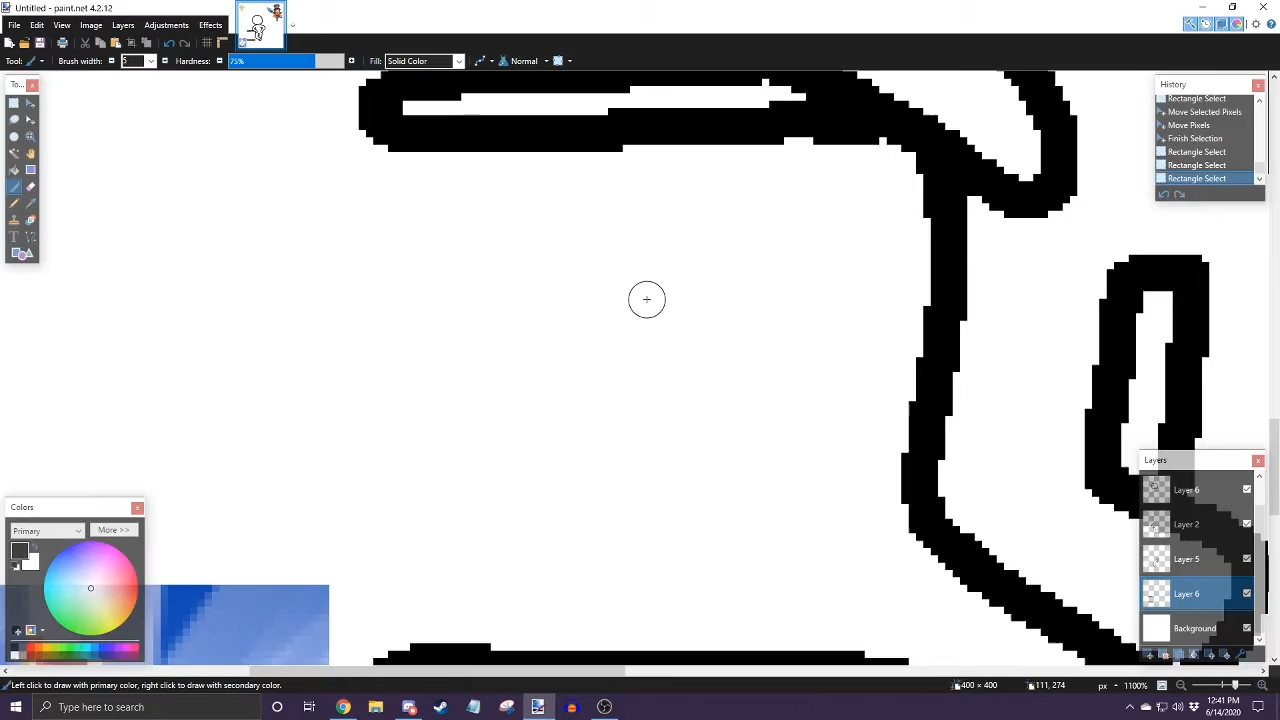 Untitled - paint.net 4.2.12
File Edit View Image Layers Adjustments Effects
Tool: Brush width: 5 Hardness: 75% Fill: Solid Color Normal
To...
History
Rectangle Select
Move Selected Pixels
Move Pixels
Finish Selection
Rectangle Select
Rectangle Select
Rectangle Select
Layers
Layer 6
Layer 2
Layer 5
Layer 6
Background
Colors
Primary More >>
Left click to draw with primary color, right click to draw with secondary color. 400 × 400 111, 274 px 1100%
Type here to search 12:41 PM
6/14/2020